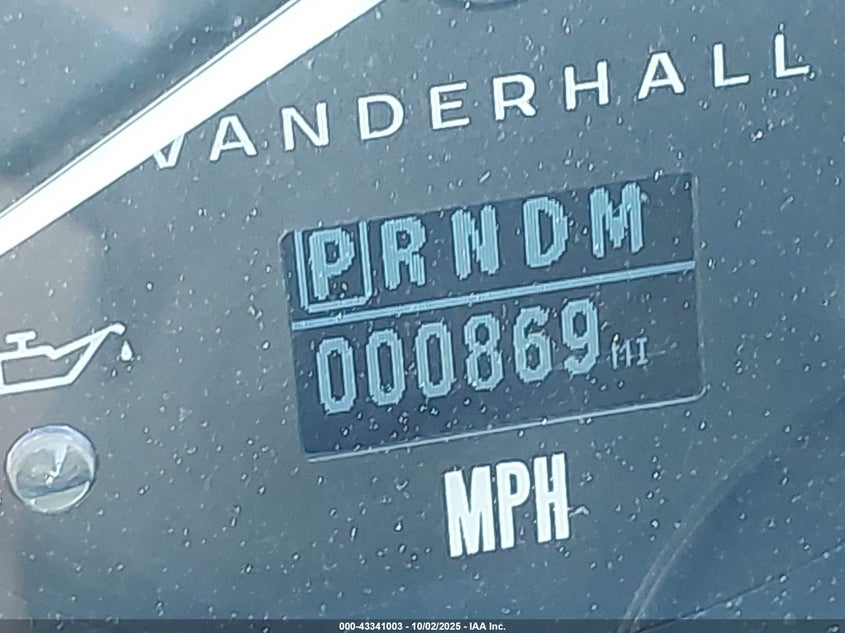 VANDERHALL
PRNDM
000869 MI
MPH
000-43341003 - 10/02/2025 - IAA Inc.